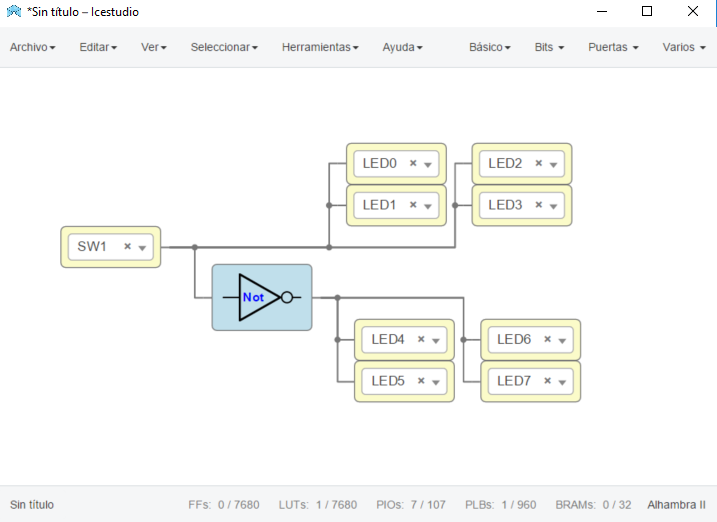 *Sin título – Icestudio
Archivo Editar Ver Seleccionar Herramientas Ayuda Básico Bits Puertas Varios
LED0 LED2
LED1 LED3
SW1
Not
LED4 LED6
LED5 LED7
Sin título FFs: 0 / 7680 LUTs: 1 / 7680 PIOs: 7 / 107 PLBs: 1 / 960 BRAMs: 0 / 32 Alhambra II